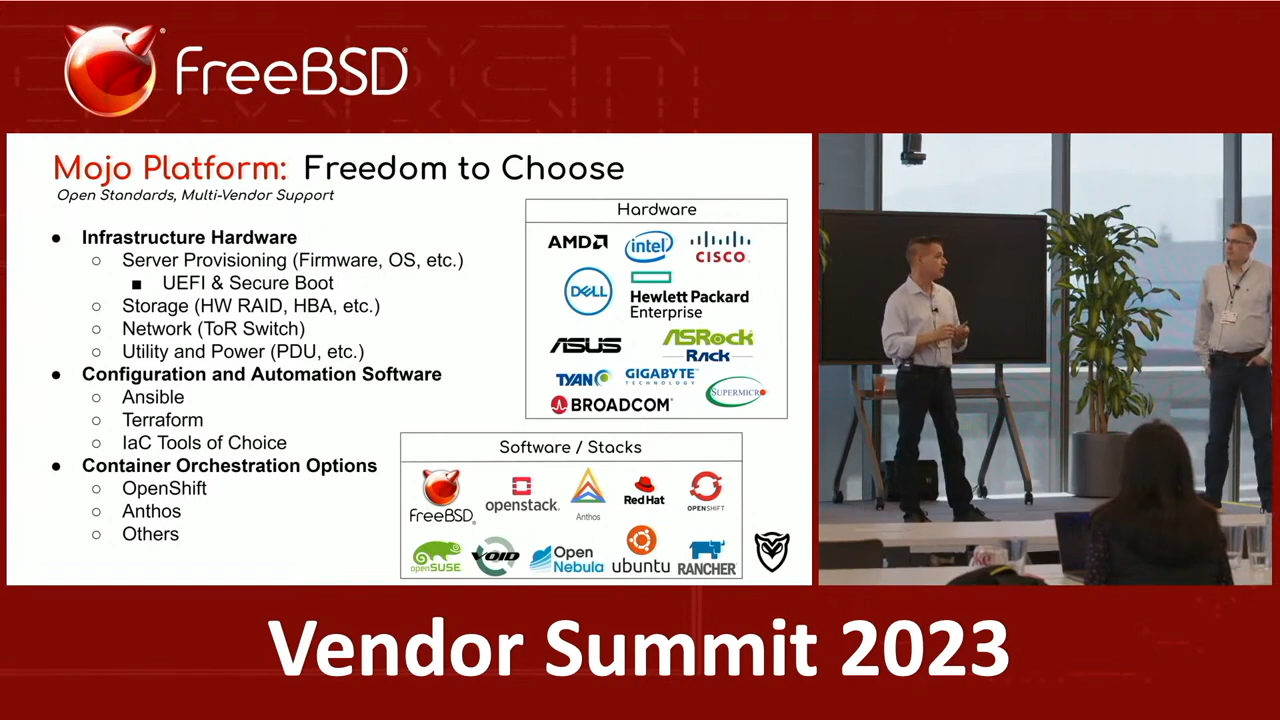 FreeBSD®
Mojo Platform: Freedom to Choose
Open Standards, Multi-Vendor Support
● Infrastructure Hardware
○ Server Provisioning (Firmware, OS, etc.)
■ UEFI & Secure Boot
○ Storage (HW RAID, HBA, etc.)
○ Network (ToR Switch)
○ Utility and Power (PDU, etc.)
● Configuration and Automation Software
○ Ansible
○ Terraform
○ IaC Tools of Choice
● Container Orchestration Options
○ OpenShift
○ Anthos
○ Others
Hardware
AMD
intel
CISCO
DELL
Hewlett Packard
Enterprise
ASUS
ASRock
Rack
TYAN
GIGABYTE
TECHNOLOGY
SUPERMICRO
BROADCOM
Software / Stacks
FreeBSD
openstack.
Anthos
Red Hat
OPENSHIFT
openSUSE
VOID
Open
Nebula
ubuntu
RANCHER
Vendor Summit 2023